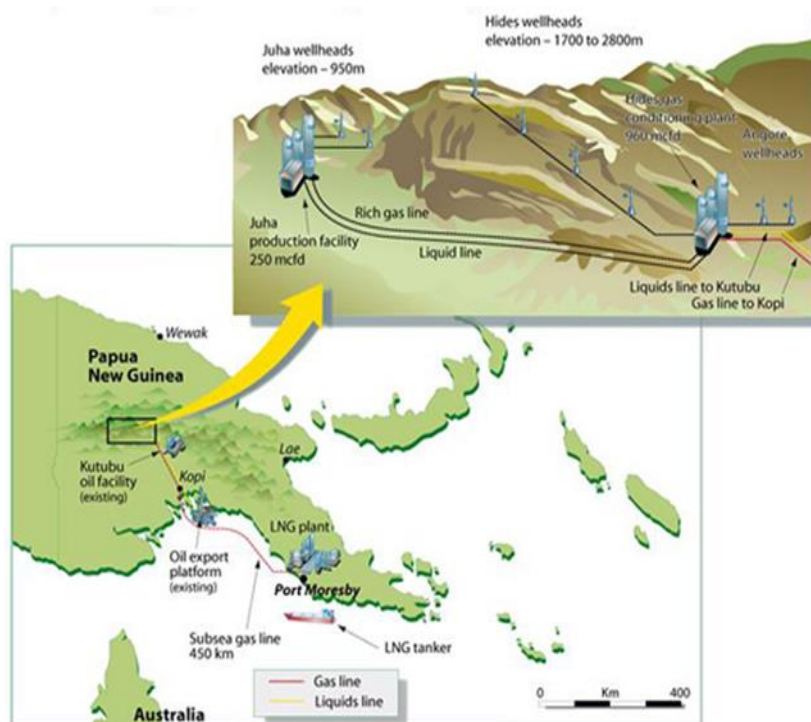 Juha wellheads
elevation – 950m
Hides wellheads
elevation – 1700 to 2800m
Hides gas
conditioning plant
960 mcfd
Angore
wellheads
Rich gas line
Juha
production facility
250 mcfd
Liquid line
Liquids line to Kutubu
Gas line to Kopi
Wewak
Papua
New Guinea
Lae
Kutubu
oil facility
(existing)
Kopi
LNG plant
Oil export
platform
(existing)
Port Moresby
Subsea gas line
450 km
LNG tanker
Gas line
Liquids line
0 Km 400
Australia